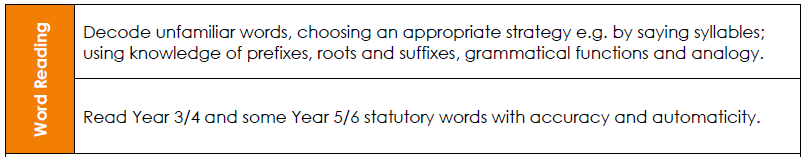 Word Reading
Decode unfamiliar words, choosing an appropriate strategy e.g. by saying syllables;
using knowledge of prefixes, roots and suffixes, grammatical functions and analogy.
Read Year 3/4 and some Year 5/6 statutory words with accuracy and automaticity.